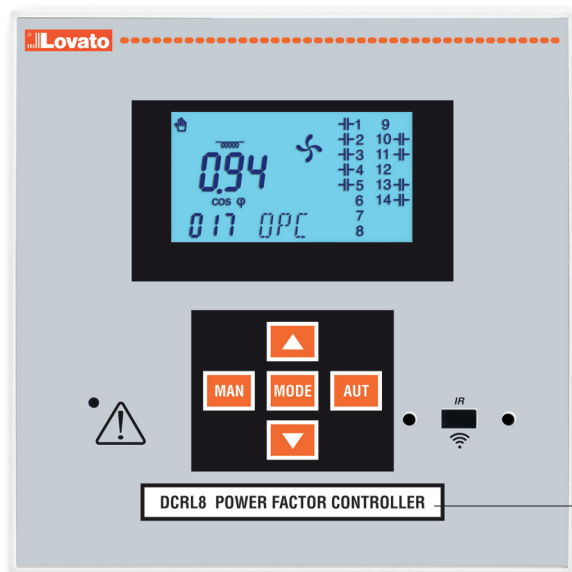 Lovato
1 9
2 10
0.94 3 11
4 12
5 13
cos φ 6 14
017 OPC 7
8
MAN MODE AUT
IR
DCRL8 POWER FACTOR CONTROLLER